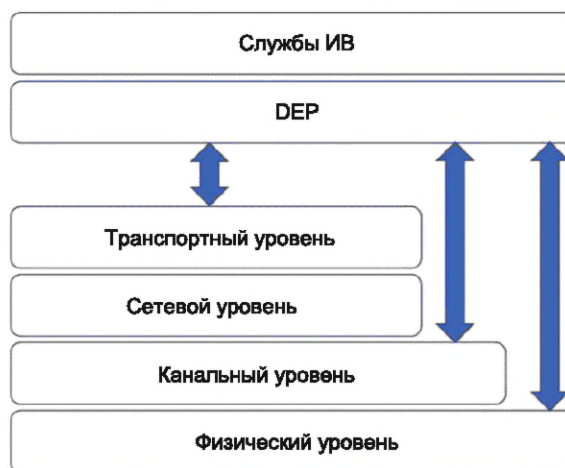 Службы ИВ
DEP
Транспортный уровень
Сетевой уровень
Канальный уровень
Физический уровень